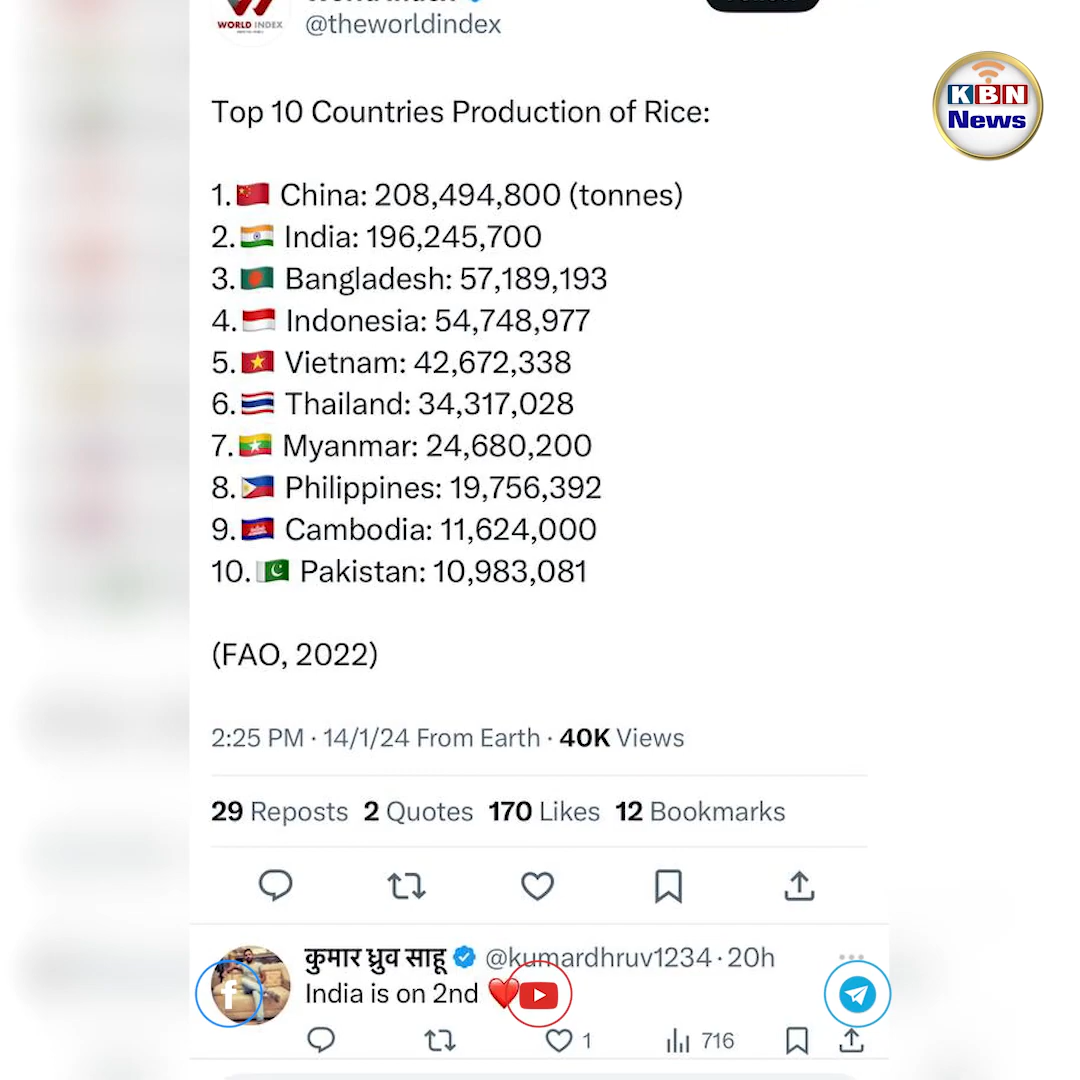 WORLD INDEX
@theworldindex
KBN
News
Top 10 Countries Production of Rice:
1.🇨🇳 China: 208,494,800 (tonnes)
2.🇮🇳 India: 196,245,700
3.🇧🇩 Bangladesh: 57,189,193
4.🇮🇩 Indonesia: 54,748,977
5.🇻🇳 Vietnam: 42,672,338
6.🇹🇭 Thailand: 34,317,028
7.🇲🇲 Myanmar: 24,680,200
8.🇵🇭 Philippines: 19,756,392
9.🇰🇭 Cambodia: 11,624,000
10.🇵🇰 Pakistan: 10,983,081
(FAO, 2022)
2:25 PM · 14/1/24 From Earth · 40K Views
29 Reposts 2 Quotes 170 Likes 12 Bookmarks
कुमार ध्रुव साहू @kumardhruv1234 · 20h
India is on 2nd ❤️
1 716